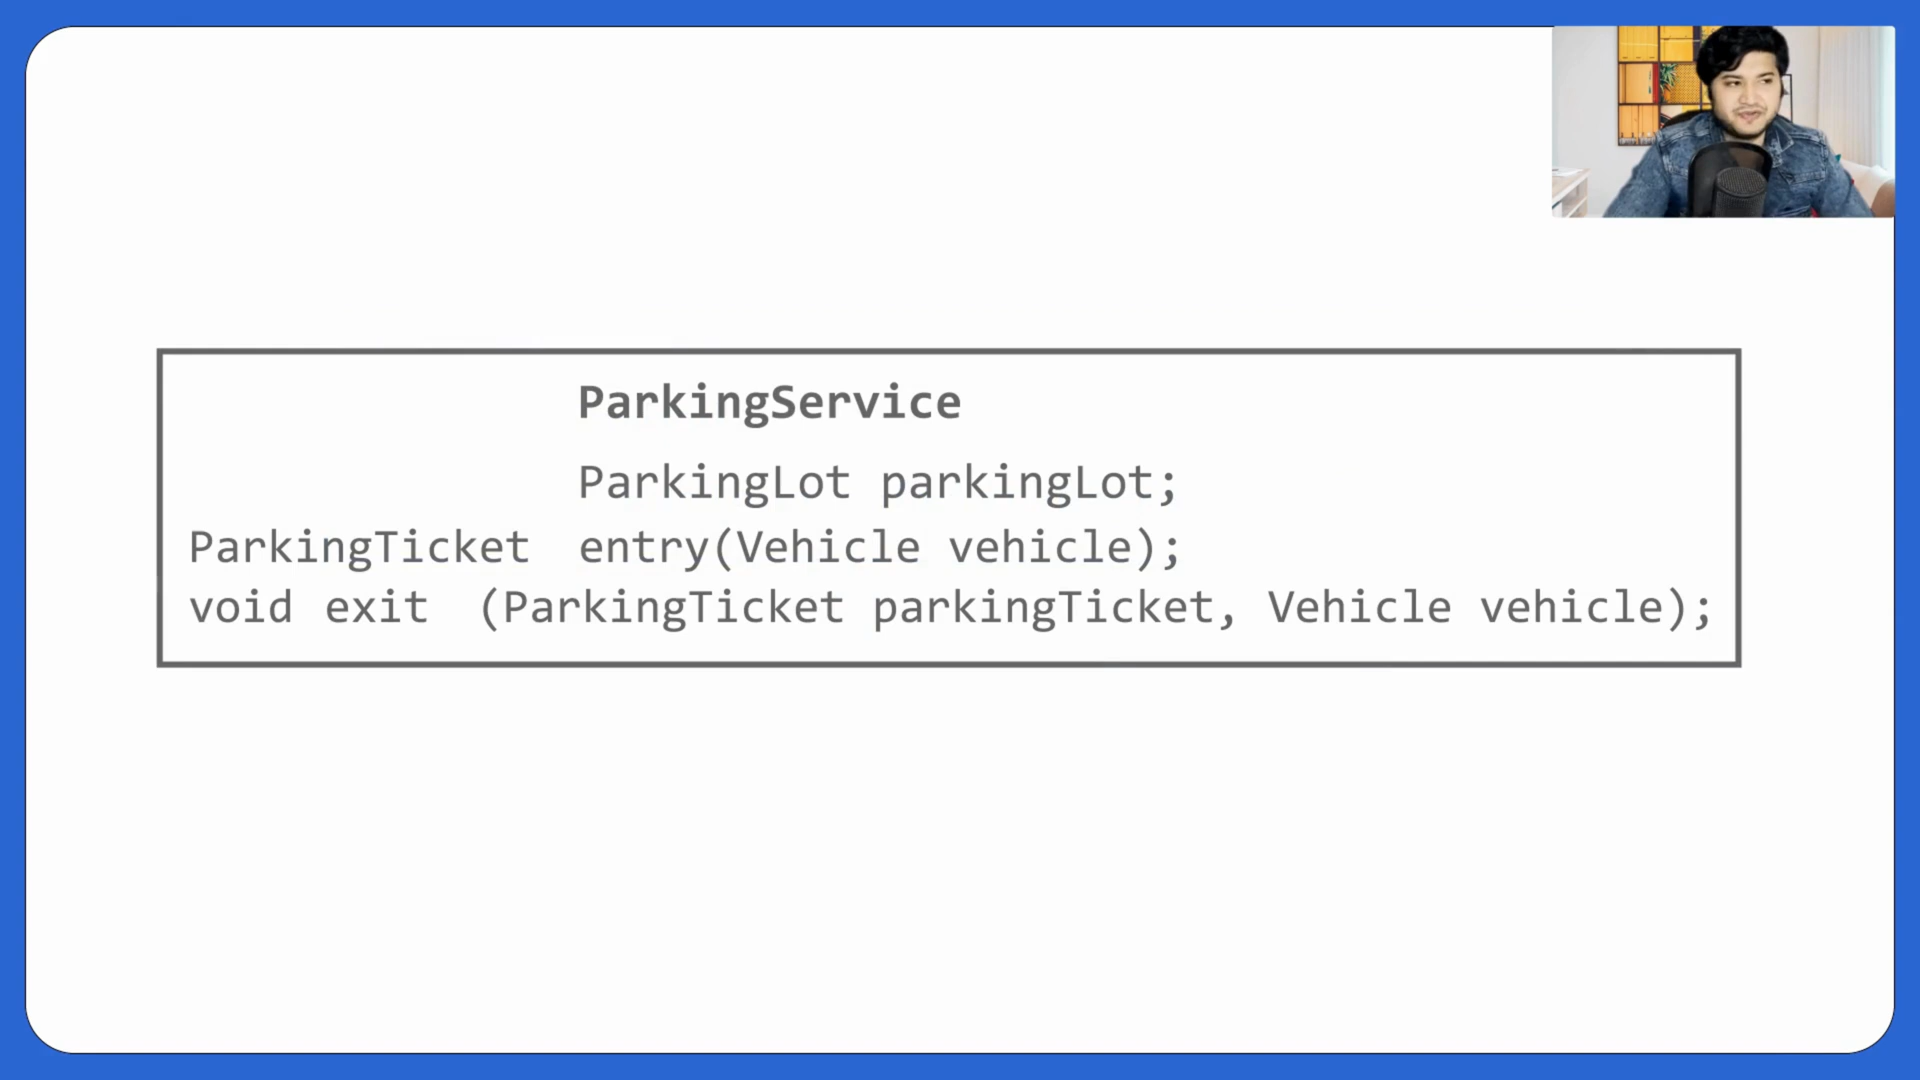 ParkingService
ParkingLot parkingLot;
ParkingTicket entry(Vehicle vehicle);
void exit (ParkingTicket parkingTicket, Vehicle vehicle);